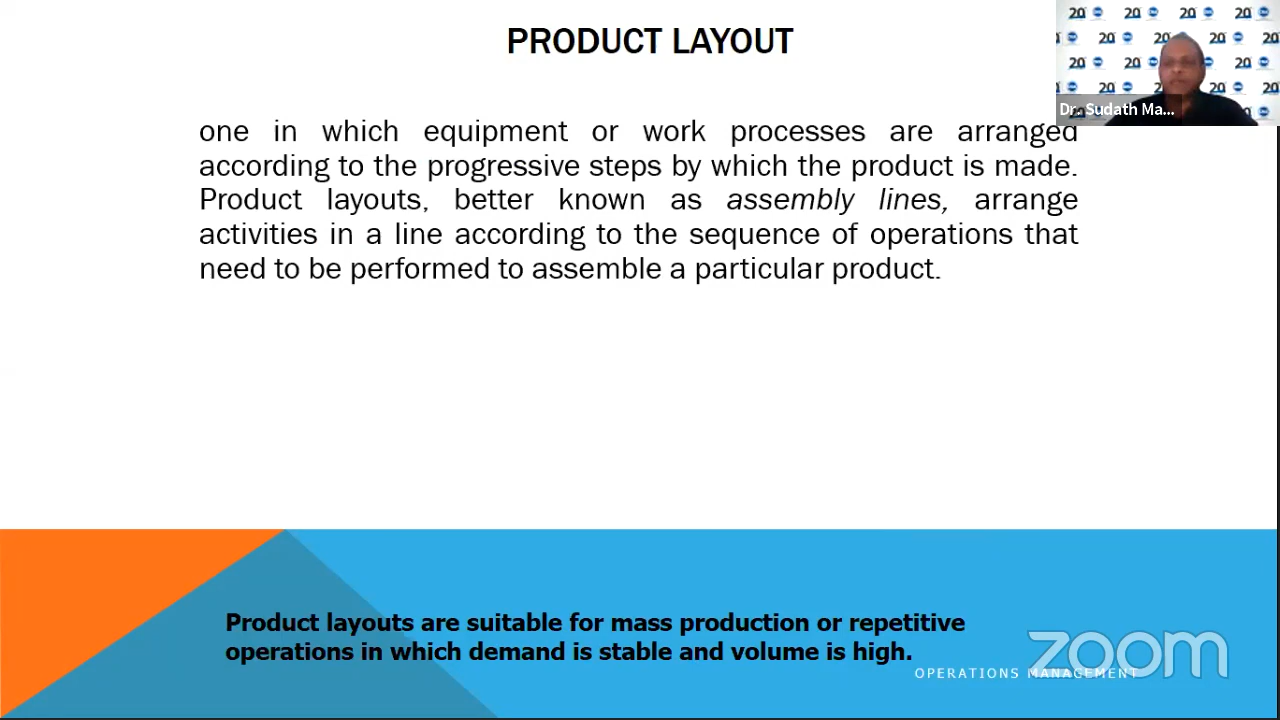 PRODUCT LAYOUT
one in which equipment or work processes are arranged
according to the progressive steps by which the product is made.
Product layouts, better known as assembly lines, arrange
activities in a line according to the sequence of operations that
need to be performed to assemble a particular product.
Dr. Sudath Ma...
Product layouts are suitable for mass production or repetitive
operations in which demand is stable and volume is high.
OPERATIONS MANAGEMENT
zoom